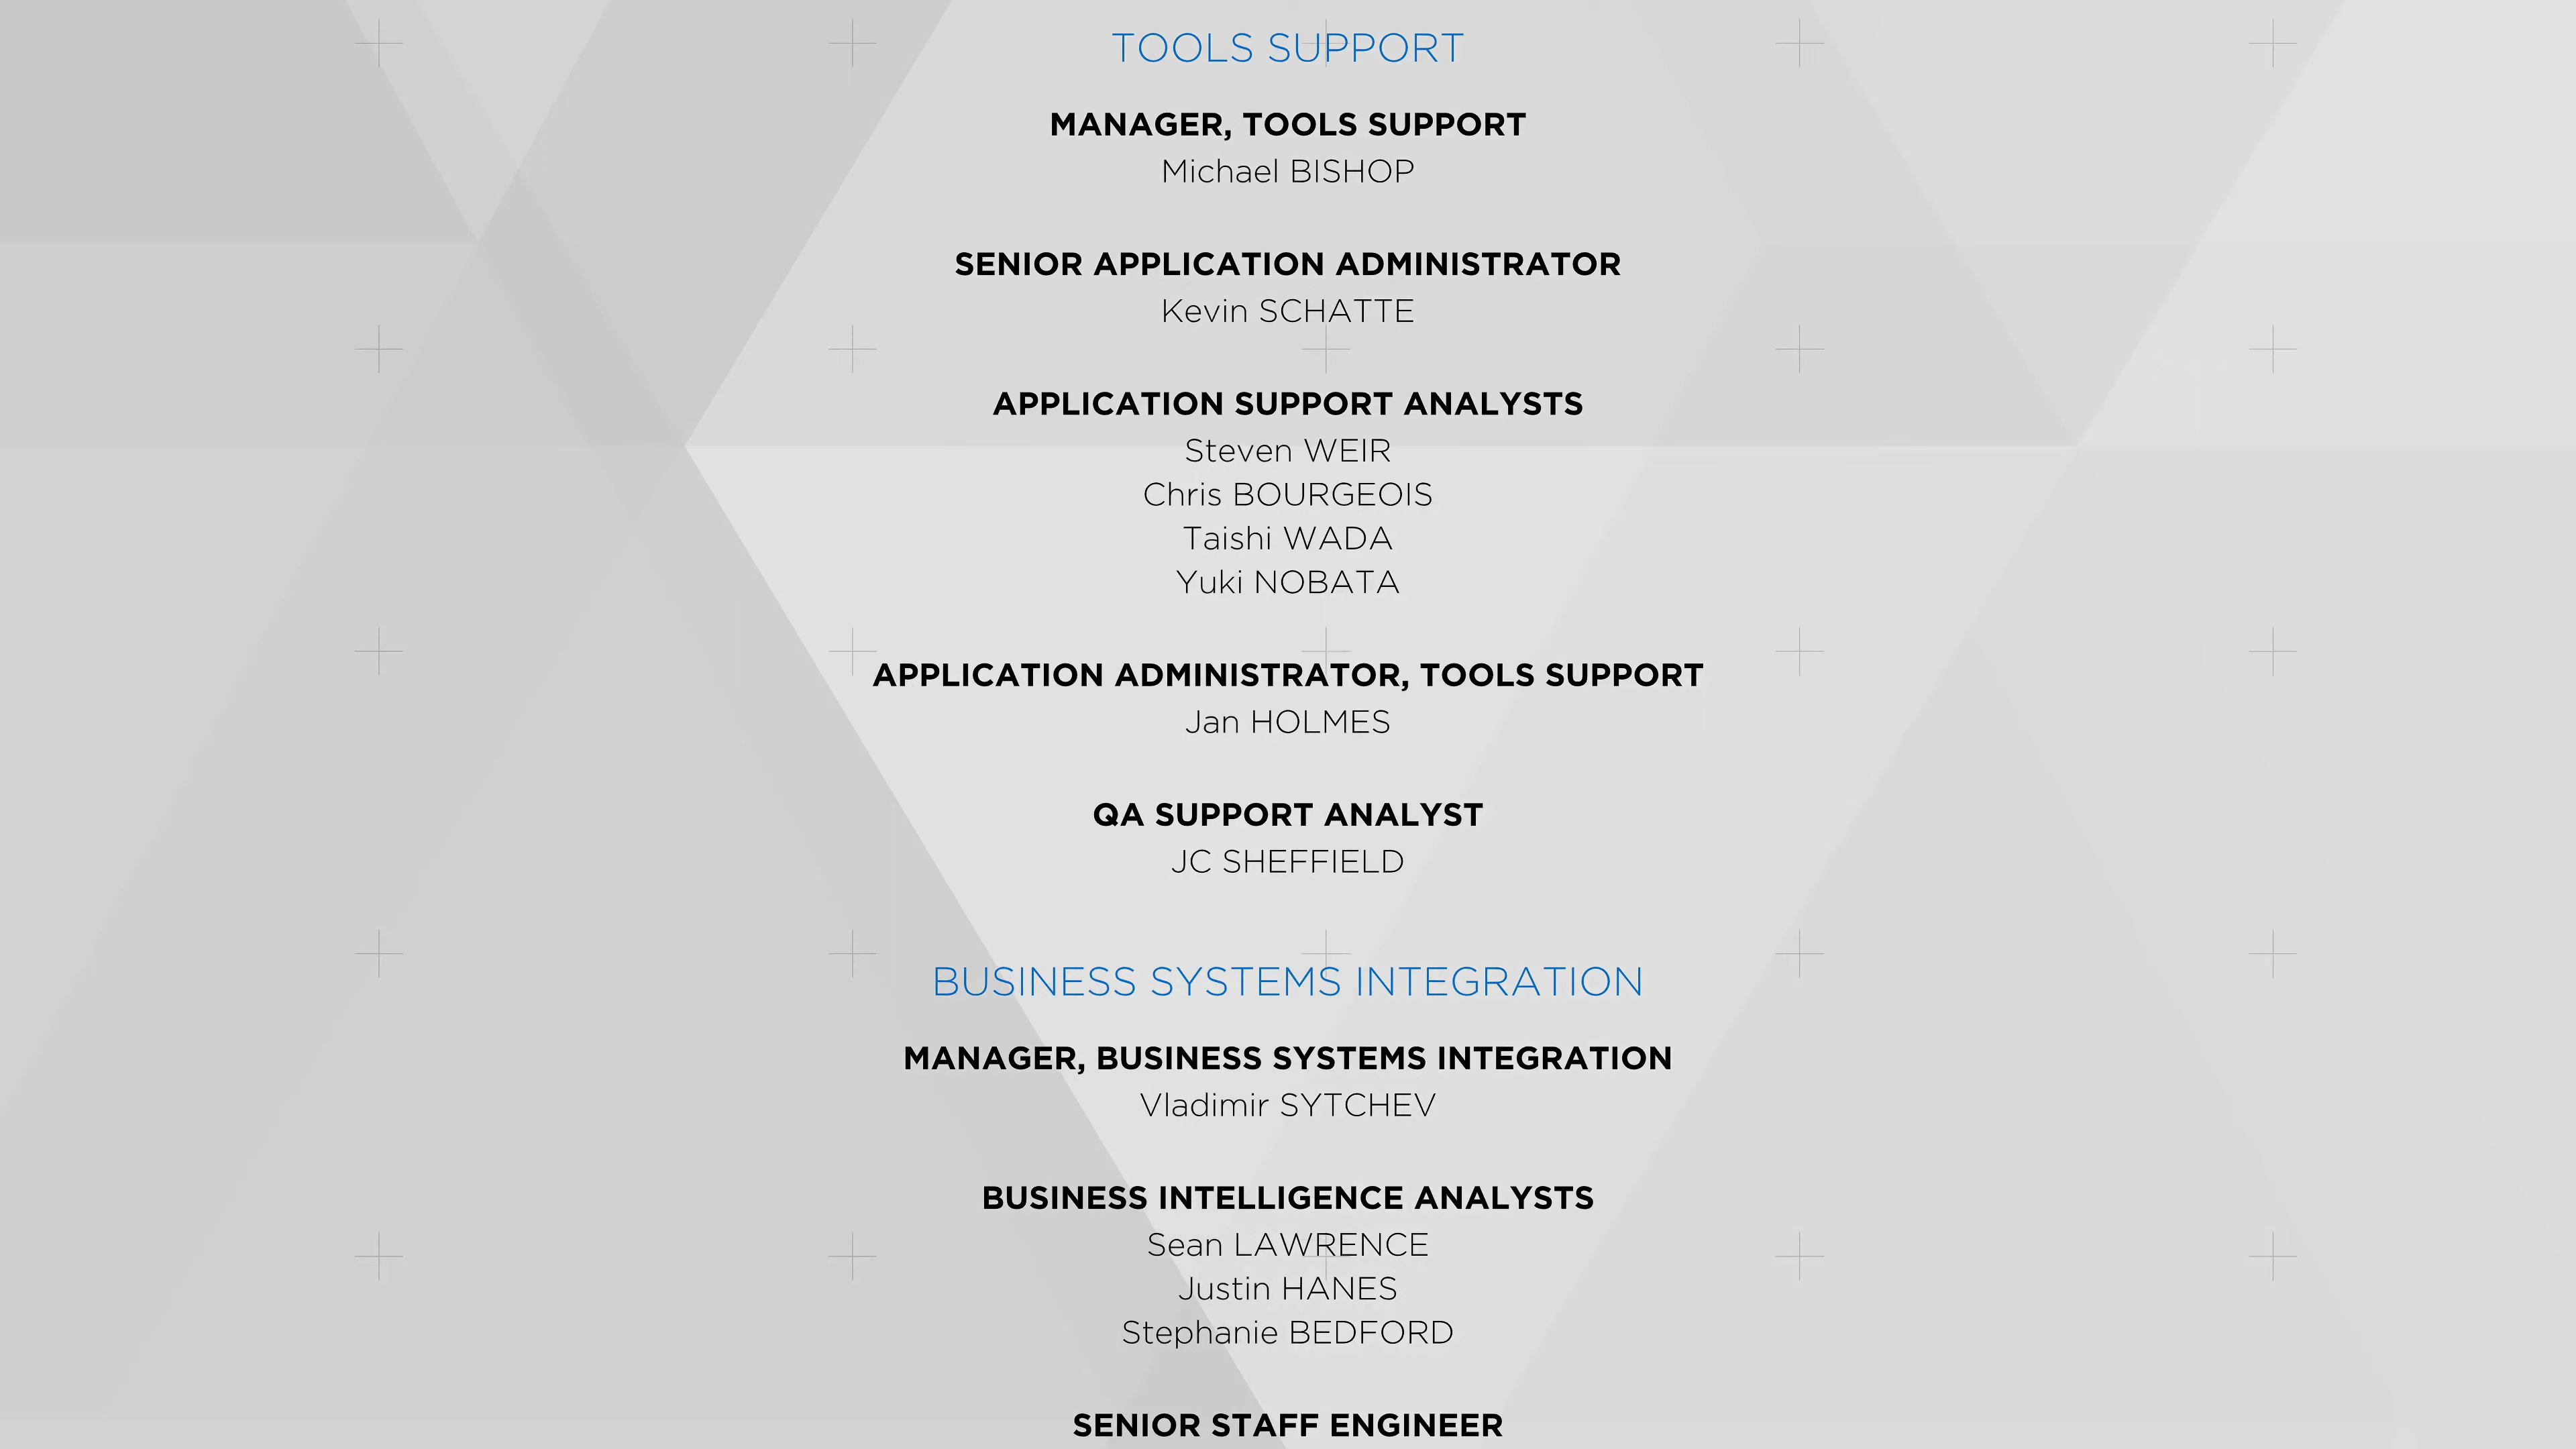 TOOLS SUPPORT
MANAGER, TOOLS SUPPORT
Michael BISHOP
SENIOR APPLICATION ADMINISTRATOR
Kevin SCHATTE
APPLICATION SUPPORT ANALYSTS
Steven WEIR
Chris BOURGEOIS
Taishi WADA
Yuki NOBATA
APPLICATION ADMINISTRATOR, TOOLS SUPPORT
Jan HOLMES
QA SUPPORT ANALYST
JC SHEFFIELD
BUSINESS SYSTEMS INTEGRATION
MANAGER, BUSINESS SYSTEMS INTEGRATION
Vladimir SYTCHEV
BUSINESS INTELLIGENCE ANALYSTS
Sean LAWRENCE
Justin HANES
Stephanie BEDFORD
SENIOR STAFF ENGINEER